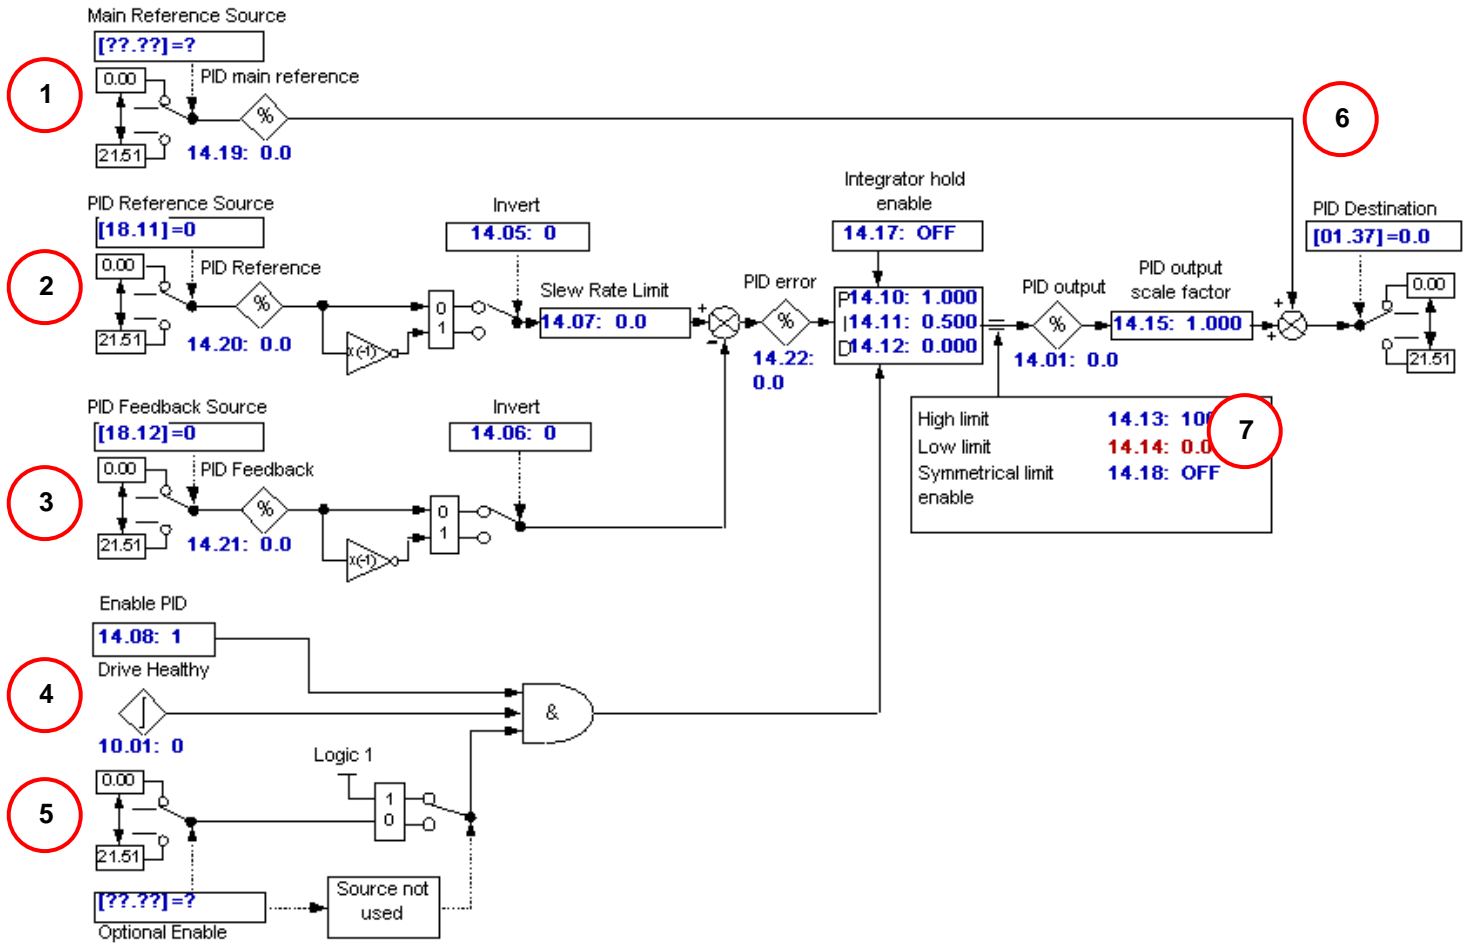 Main Reference Source
[??.??]=?
1
0.00
PID main reference
%
21.51
14.19: 0.0
6
PID Reference Source
[18.11]=0
2
0.00
PID Reference
%
21.51
14.20: 0.0
x(-1)
0
1
Invert
14.05: 0
Slew Rate Limit
14.07: 0.0
+
−
PID error
%
14.22:
0.0
Integrator hold
enable
14.17: OFF
P 14.10: 1.000
I 14.11: 0.500
D 14.12: 0.000
PID output
%
14.01: 0.0
PID output
scale factor
14.15: 1.000
+
+
PID Destination
[01.37]=0.0
0.00
21.51
PID Feedback Source
[18.12]=0
3
0.00
PID Feedback
%
21.51
14.21: 0.0
x(-1)
0
1
Invert
14.06: 0
High limit 14.13:
Low limit 14.14: 0.0
Symmetrical limit 14.18: OFF
enable
7
Enable PID
14.08: 1
Drive Healthy
4
10.01: 0
&
5
0.00
21.51
Logic 1
1
0
[??.??]=?
Optional Enable
Source not
used